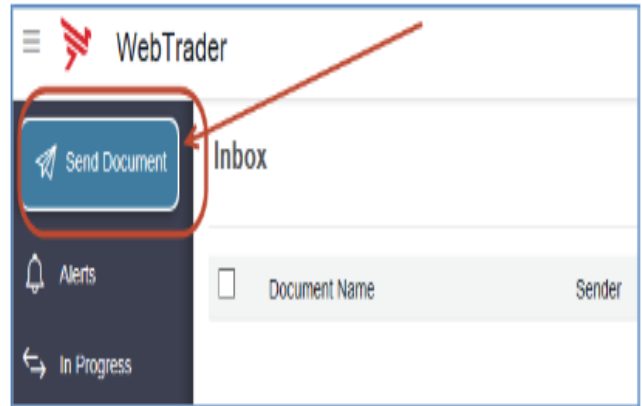 WebTrader
Send Document
Inbox
Alerts
Document Name Sender
In Progress